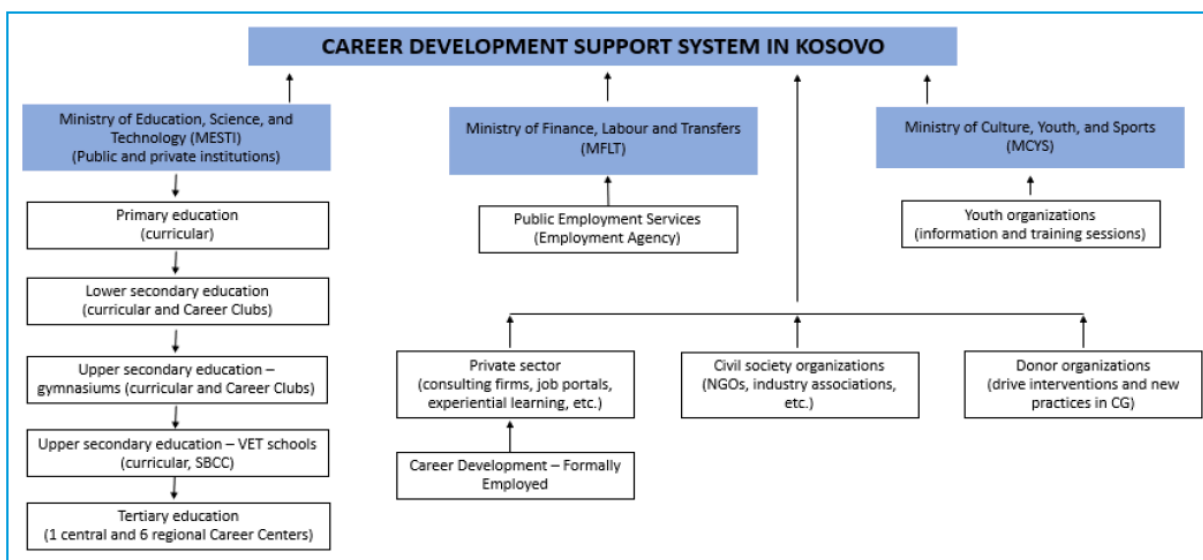 CAREER DEVELOPMENT SUPPORT SYSTEM IN KOSOVO
Ministry of Education, Science, and
Technology (MESTI)
(Public and private institutions)
Ministry of Finance, Labour and Transfers
(MFLT)
Ministry of Culture, Youth, and Sports
(MCYS)
Primary education
(curricular)
Lower secondary education
(curricular and Career Clubs)
Upper secondary education –
gymnasiums (curricular and Career Clubs)
Upper secondary education – VET schools
(curricular, SBCC)
Tertiary education
(1 central and 6 regional Career Centers)
Public Employment Services
(Employment Agency)
Youth organizations
(information and training sessions)
Private sector
(consulting firms, job portals,
experiential learning, etc.)
Civil society organizations
(NGOs, industry associations,
etc.)
Donor organizations
(drive interventions and new
practices in CG)
Career Development – Formally
Employed